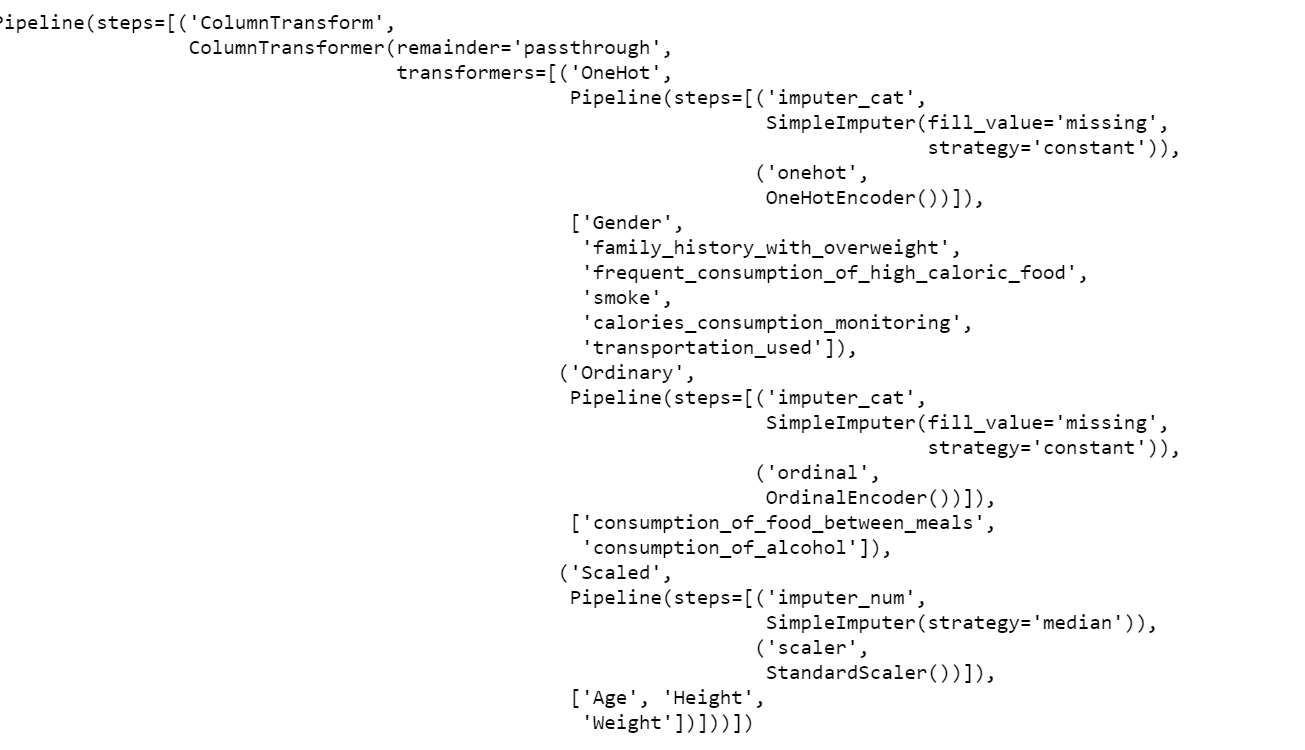 Pipeline(steps=[('ColumnTransform',
ColumnTransformer(remainder='passthrough',
transformers=[('OneHot',
Pipeline(steps=[('imputer_cat',
SimpleImputer(fill_value='missing',
strategy='constant')),
('onehot',
OneHotEncoder())]),
['Gender',
'family_history_with_overweight',
'frequent_consumption_of_high_caloric_food',
'smoke',
'calories_consumption_monitoring',
'transportation_used']),
('Ordinary',
Pipeline(steps=[('imputer_cat',
SimpleImputer(fill_value='missing',
strategy='constant')),
('ordinal',
OrdinalEncoder())]),
['consumption_of_food_between_meals',
'consumption_of_alcohol']),
('Scaled',
Pipeline(steps=[('imputer_num',
SimpleImputer(strategy='median')),
('scaler',
StandardScaler())]),
['Age', 'Height',
'Weight'])]))])